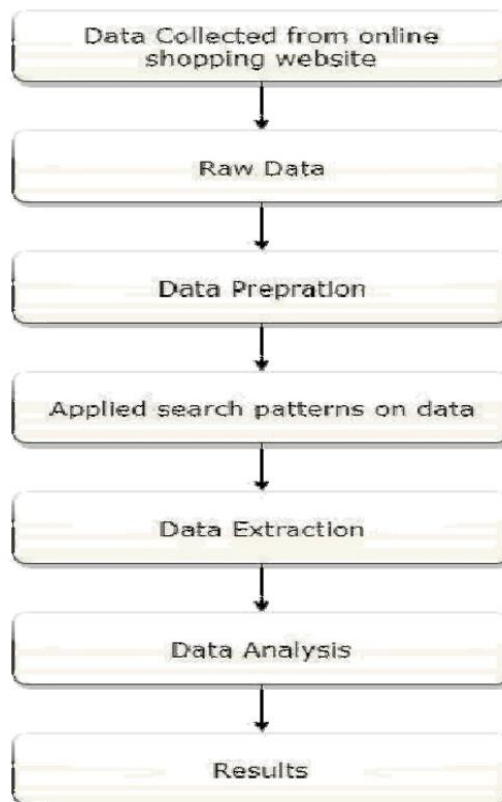 Data Collected from online
shopping website
Raw Data
Data Prepration
Applied search patterns on data
Data Extraction
Data Analysis
Results